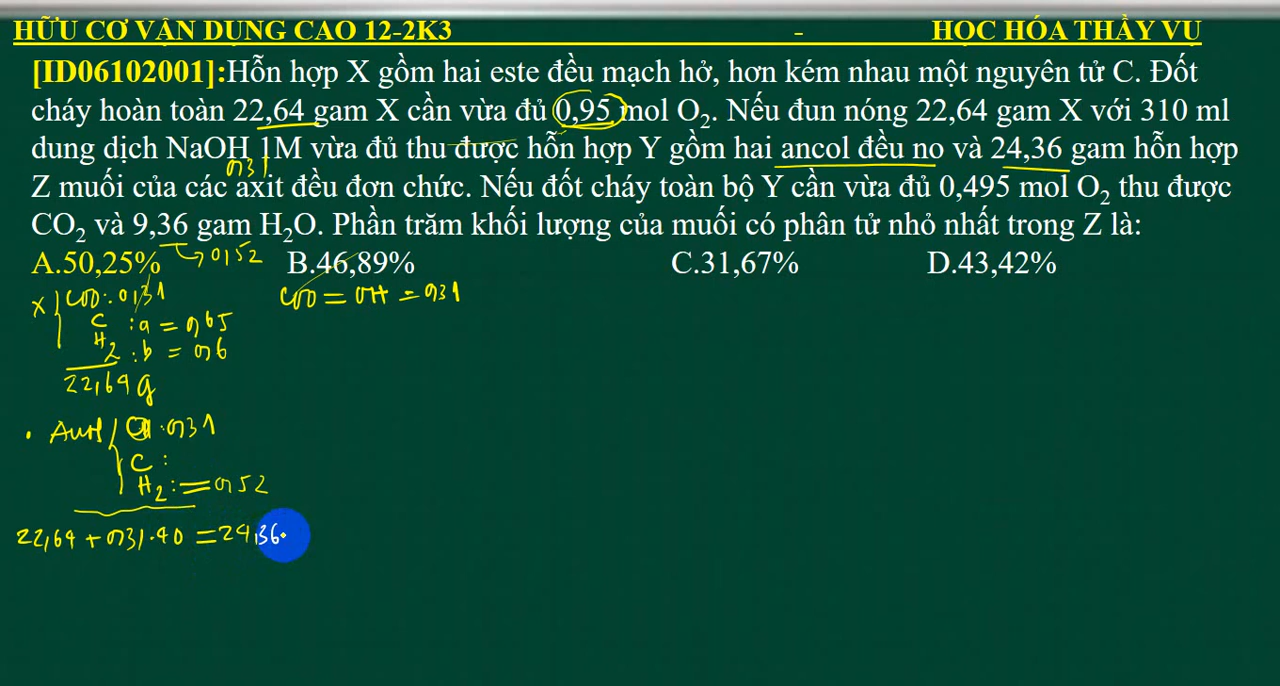 HỮU CƠ VẬN DỤNG CAO 12-2K3 - HỌC HÓA THẦY VỤ
[ID06102001]:Hỗn hợp X gồm hai este đều mạch hở, hơn kém nhau một nguyên tử C. Đốt
cháy hoàn toàn 22,64 gam X cần vừa đủ 0,95 mol O2. Nếu đun nóng 22,64 gam X với 310 ml
dung dịch NaOH 1M vừa đủ thu được hỗn hợp Y gồm hai ancol đều no và 24,36 gam hỗn hợp
0,31
Z muối của các axit đều đơn chức. Nếu đốt cháy toàn bộ Y cần vừa đủ 0,495 mol O2 thu được
CO2 và 9,36 gam H2O. Phần trăm khối lượng của muối có phân tử nhỏ nhất trong Z là:
A.50,25% → 0,52 B.46,89% C.31,67% D.43,42%
X COO: 0,31 COO = OH = 0,31
C : a = 0,65
H2 : b = 0,6
22,64 g
. : 0,31
C :
H2 : = 0,52
22,64 + 0,31.40 = 24,36.